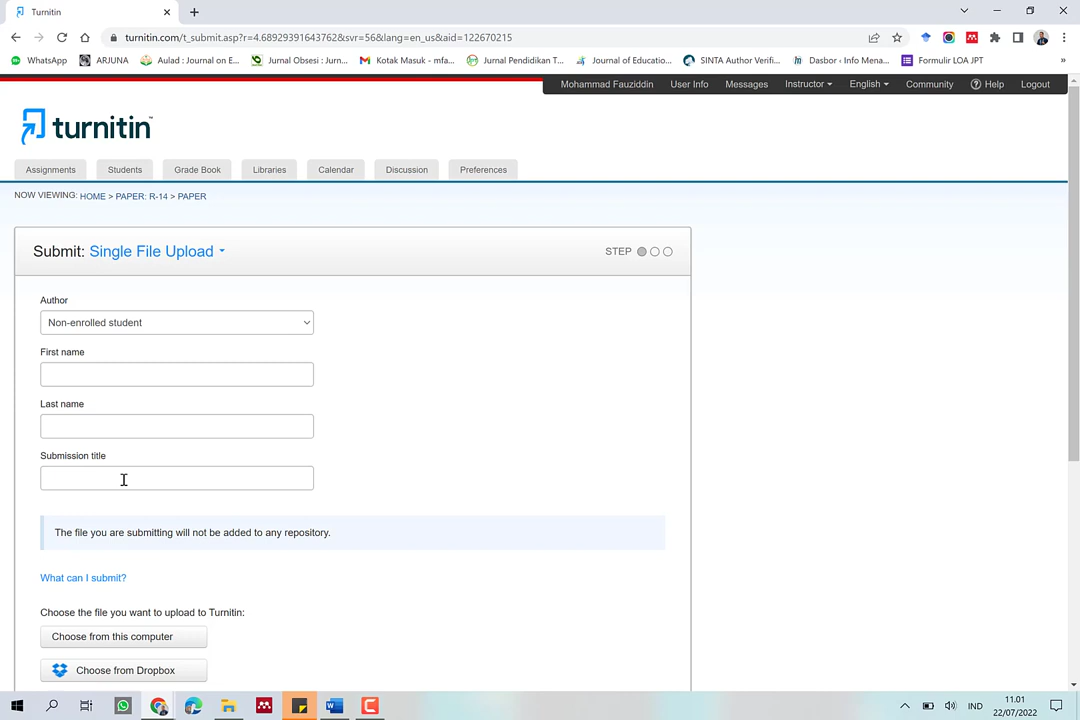 Turnitin
turnitin.com/t_submit.asp?r=4.68929391643762&svr=56&lang=en_us&aid=122670215
WhatsApp
ARJUNA
Aulad : Journal on E...
Jurnal Obsesi : Jurn...
Kotak Masuk - mfa...
Jurnal Pendidikan T...
Journal of Educatio...
SINTA Author Verifi...
Dasbor ‹ Info Mena...
Formulir LOA JPT
»
Mohammad Fauziddin
User Info
Messages
Instructor
English
Community
Help
Logout
turnitin
Assignments
Students
Grade Book
Libraries
Calendar
Discussion
Preferences
NOW VIEWING: HOME > PAPER: R-14 > PAPER
Submit: Single File Upload
STEP
Author
Non-enrolled student
First name
Last name
Submission title
The file you are submitting will not be added to any repository.
What can I submit?
Choose the file you want to upload to Turnitin:
Choose from this computer
Choose from Dropbox
IND
11.01
22/07/2022